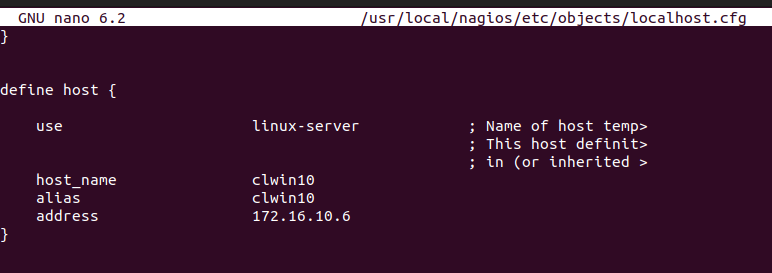 GNU nano 6.2 /usr/local/nagios/etc/objects/localhost.cfg
}
define host {
use linux-server ; Name of host temp>
; This host definit>
; in (or inherited >
host_name clwin10
alias clwin10
address 172.16.10.6
}